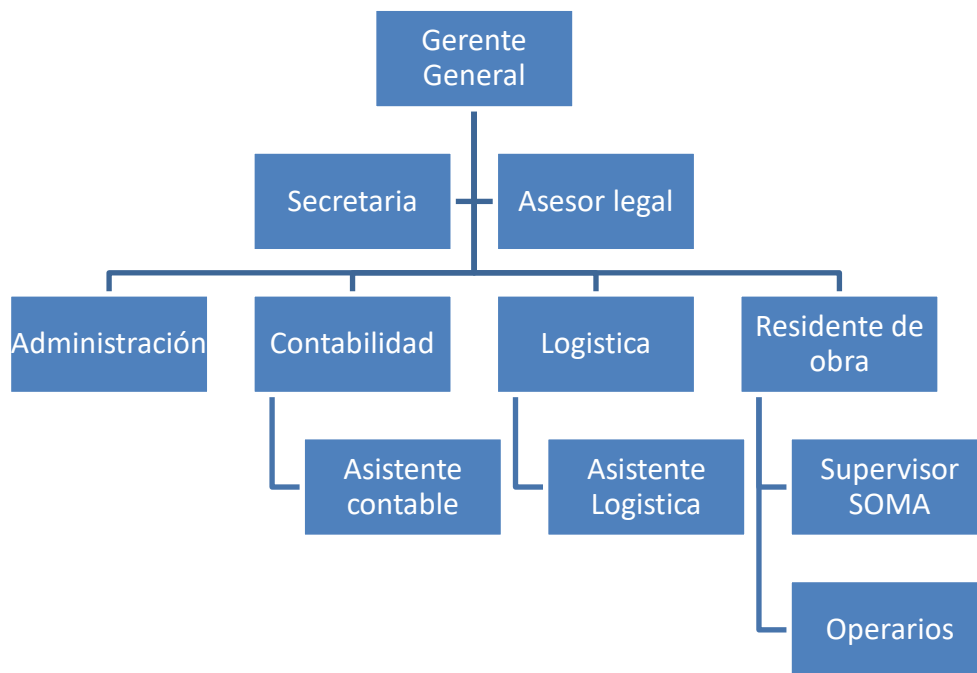 Gerente
General
Secretaria
Asesor legal
Administración
Contabilidad
Logistica
Residente de
obra
Asistente
contable
Asistente
Logistica
Supervisor
SOMA
Operarios